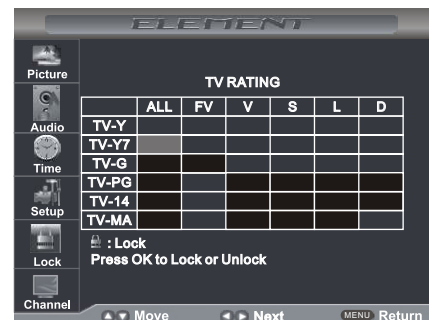 ELEMENT
Picture
Audio
Time
Setup
Lock
Channel
TV RATING
ALL FV V S L D
TV-Y
TV-Y7
TV-G
TV-PG
TV-14
TV-MA
: Lock
Press OK to Lock or Unlock
Move Next MENU Return